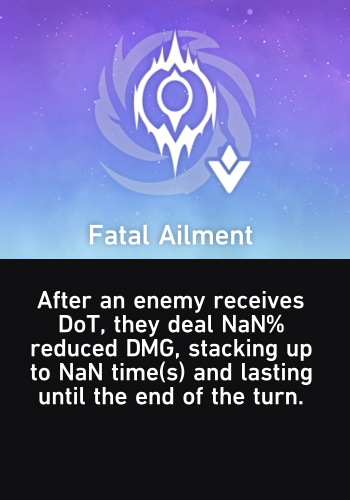 Fatal Ailment
After an enemy receives
DoT, they deal NaN%
reduced DMG, stacking up
to NaN time(s) and lasting
until the end of the turn.